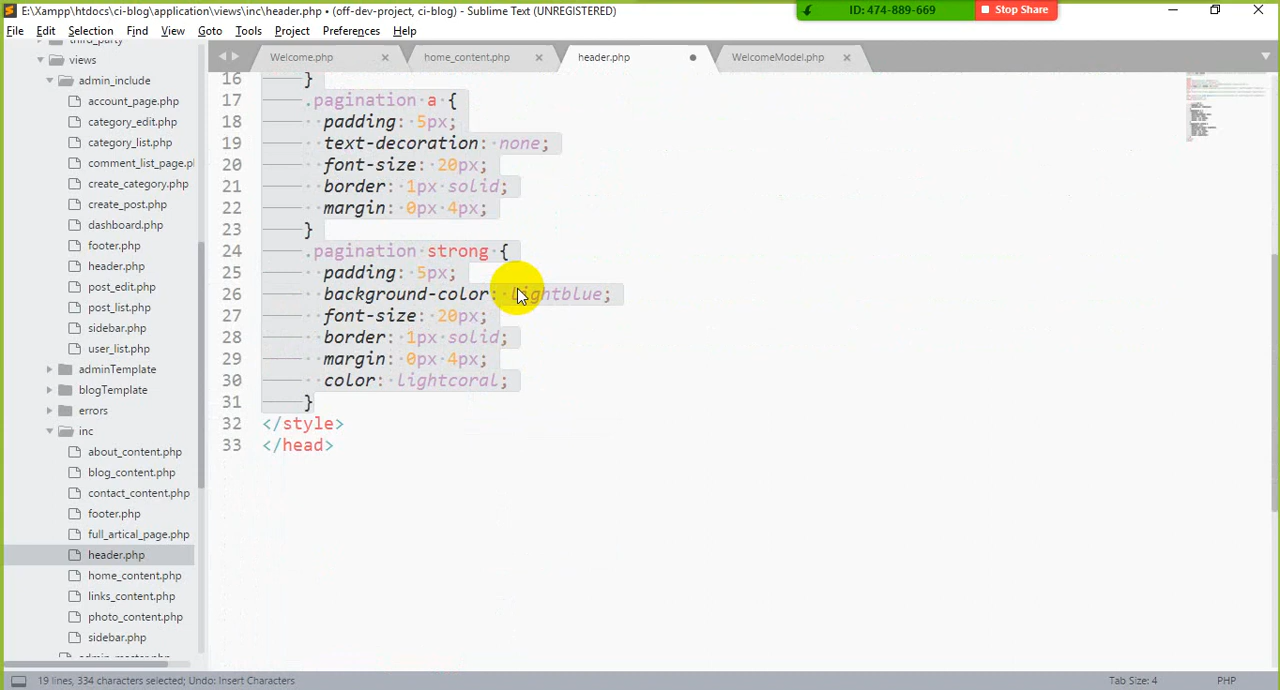 E:\Xampp\htdocs\ci-blog\application\views\inc\header.php • (off-dev-project, ci-blog) - Sublime Text (UNREGISTERED)
ID: 474-889-669
Stop Share
File Edit Selection Find View Goto Tools Project Preferences Help
third_party
views
admin_include
account_page.php
category_edit.php
category_list.php
comment_list_page.pl
create_category.php
create_post.php
dashboard.php
footer.php
header.php
post_edit.php
post_list.php
sidebar.php
user_list.php
adminTemplate
blogTemplate
errors
inc
about_content.php
blog_content.php
contact_content.php
footer.php
full_artical_page.php
header.php
home_content.php
links_content.php
photo_content.php
sidebar.php
admin_master.php
Welcome.php
home_content.php
header.php
WelcomeModel.php
16 }
17 .pagination a {
18 padding: 5px;
19 text-decoration: none;
20 font-size: 20px;
21 border: 1px solid;
22 margin: 0px 4px;
23 }
24 .pagination strong {
25 padding: 5px;
26 background-color: lightblue;
27 font-size: 20px;
28 border: 1px solid;
29 margin: 0px 4px;
30 color: lightcoral;
31 }
32 </style>
33 </head>
19 lines, 334 characters selected; Undo: Insert Characters
Tab Size: 4
PHP